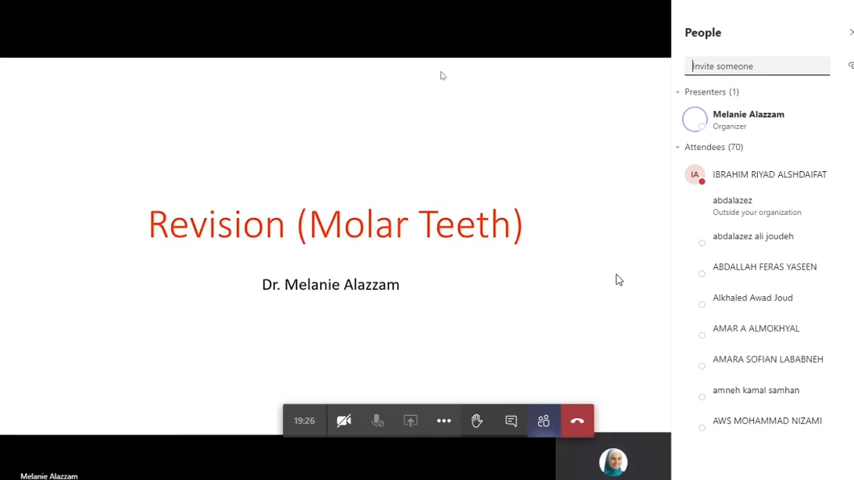 Revision (Molar Teeth)
Dr. Melanie Alazzam
19:26
Melanie Alazzam
People
Invite someone
Presenters (1)
Melanie Alazzam
Organizer
Attendees (70)
IA
IBRAHIM RIYAD ALSHDAIFAT
abdalazez
Outside your organization
abdalazez ali joudeh
ABDALLAH FERAS YASEEN
Alkhaled Awad Joud
AMAR A ALMOKHYAL
AMARA SOFIAN LABABNEH
amneh kamal samhan
AWS MOHAMMAD NIZAMI